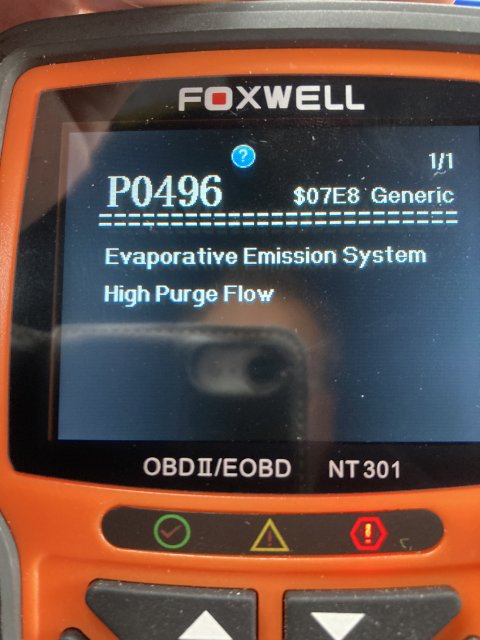 FOXWELL
?
1/1
P0496 $07E8 Generic
==================================
Evaporative Emission System
High Purge Flow
OBDII/EOBD NT301